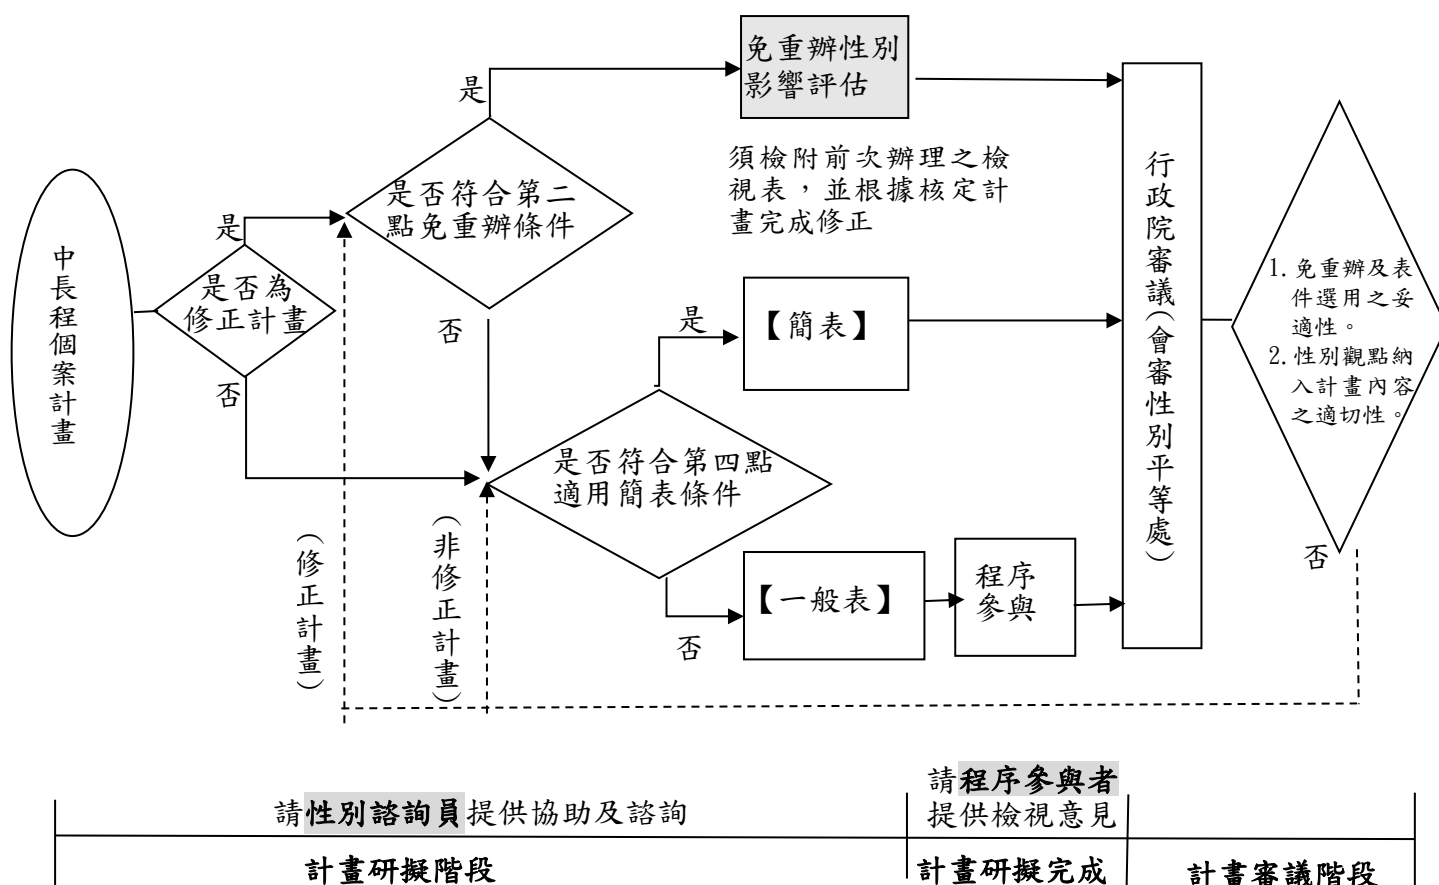 中長程個案計畫
是
是否為
修正計畫
否
是
是否符合第二
點免重辦條件
否
免重辦性別
影響評估
須檢附前次辦理之檢
視表，並根據核定計
畫完成修正
是
【簡表】
是否符合第四點
適用簡表條件
否
【一般表】
程序
參與
行政院審議(會審性別平等處)
1. 免重辦及表
件選用之妥
適性。
2. 性別觀點納
入計畫內容
之適切性。
否
(修正計畫)
(非修正計畫)
請性別諮詢員提供協助及諮詢
請程序參與者
提供檢視意見
計畫研擬階段
計畫研擬完成
計畫審議階段